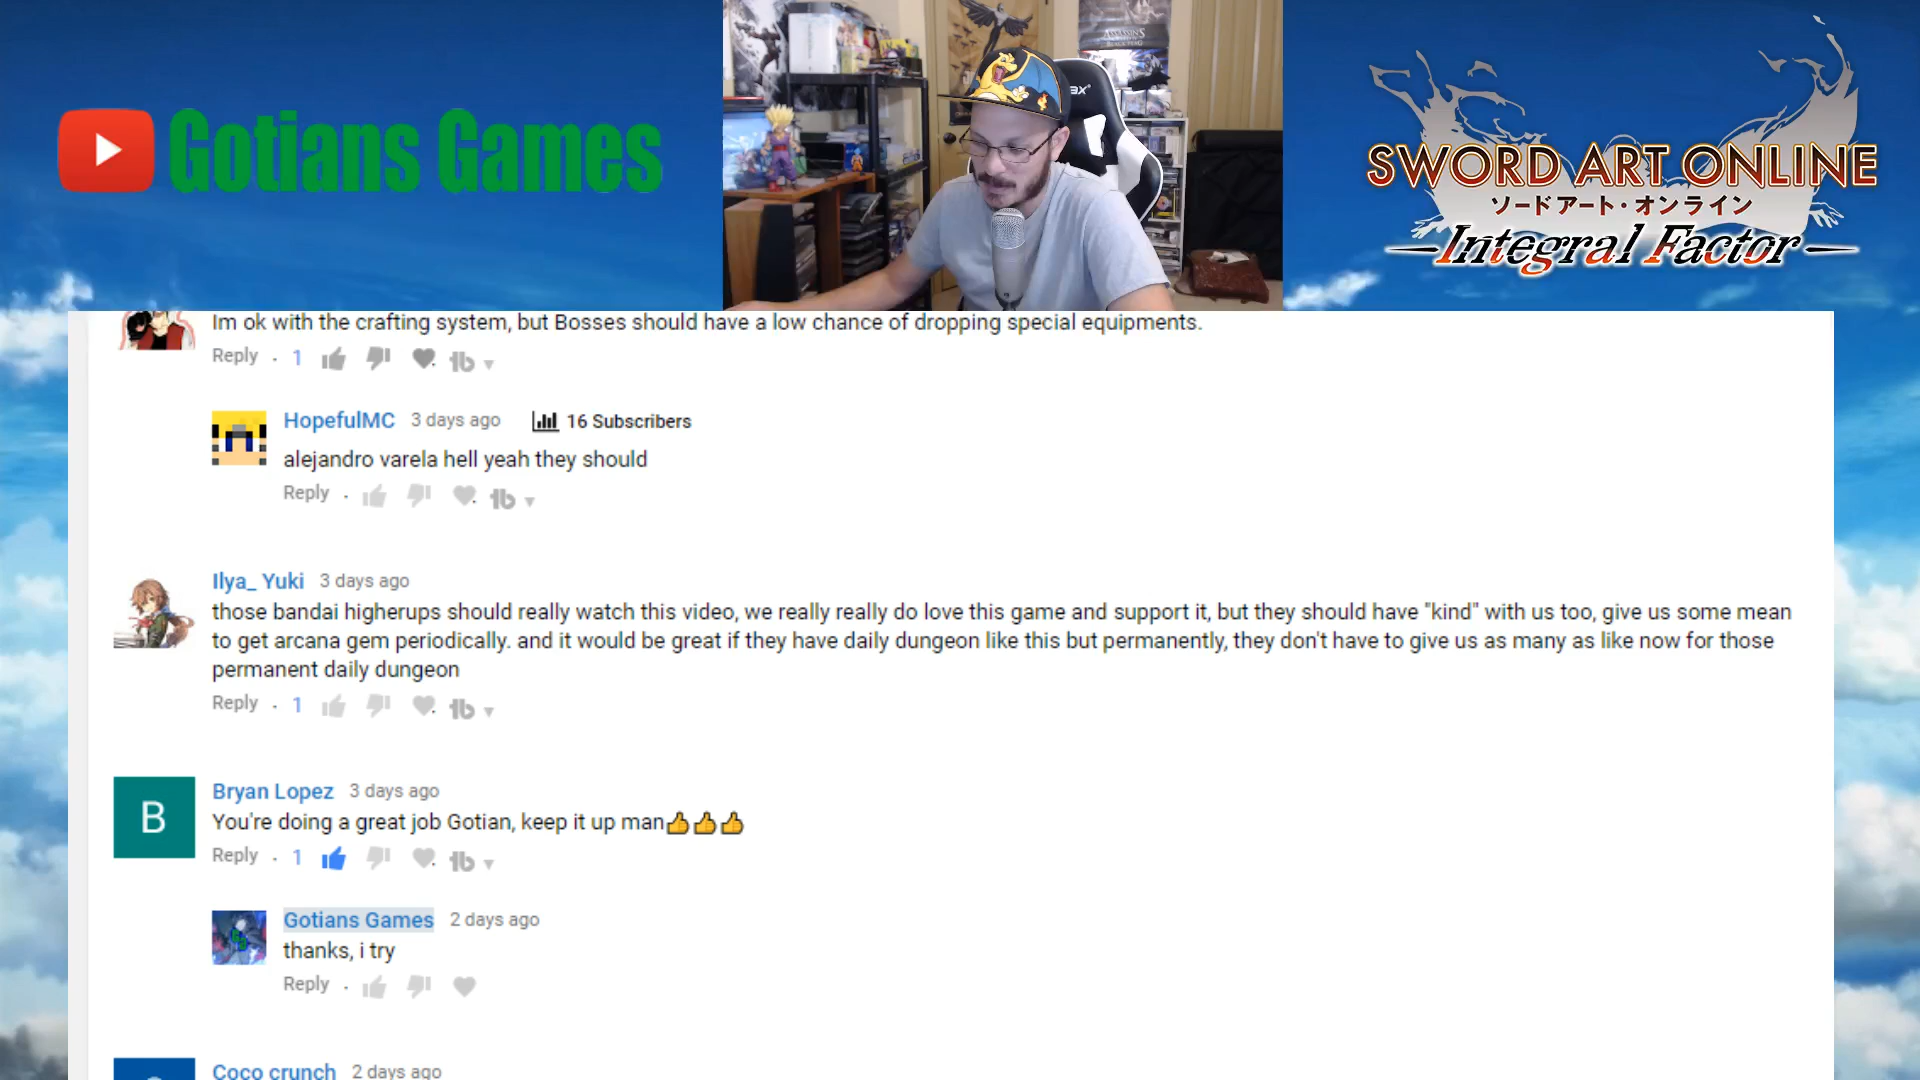 Gotians Games
ASSASSIN'S
SWORD ART ONLINE
ソードアート・オンライン
Integral Factor
Im ok with the crafting system, but Bosses should have a low chance of dropping special equipments.
Reply · 1
HopefulMC 3 days ago 16 Subscribers
alejandro varela hell yeah they should
Reply ·
Ilya_ Yuki 3 days ago
those bandai higherups should really watch this video, we really really do love this game and support it, but they should have "kind" with us too, give us some mean
to get arcana gem periodically. and it would be great if they have daily dungeon like this but permanently, they don't have to give us as many as like now for those
permanent daily dungeon
Reply · 1
B
Bryan Lopez 3 days ago
You're doing a great job Gotian, keep it up man👍👍👍
Reply · 1
Gotians Games 2 days ago
thanks, i try
Reply ·
Coco crunch 2 days ago